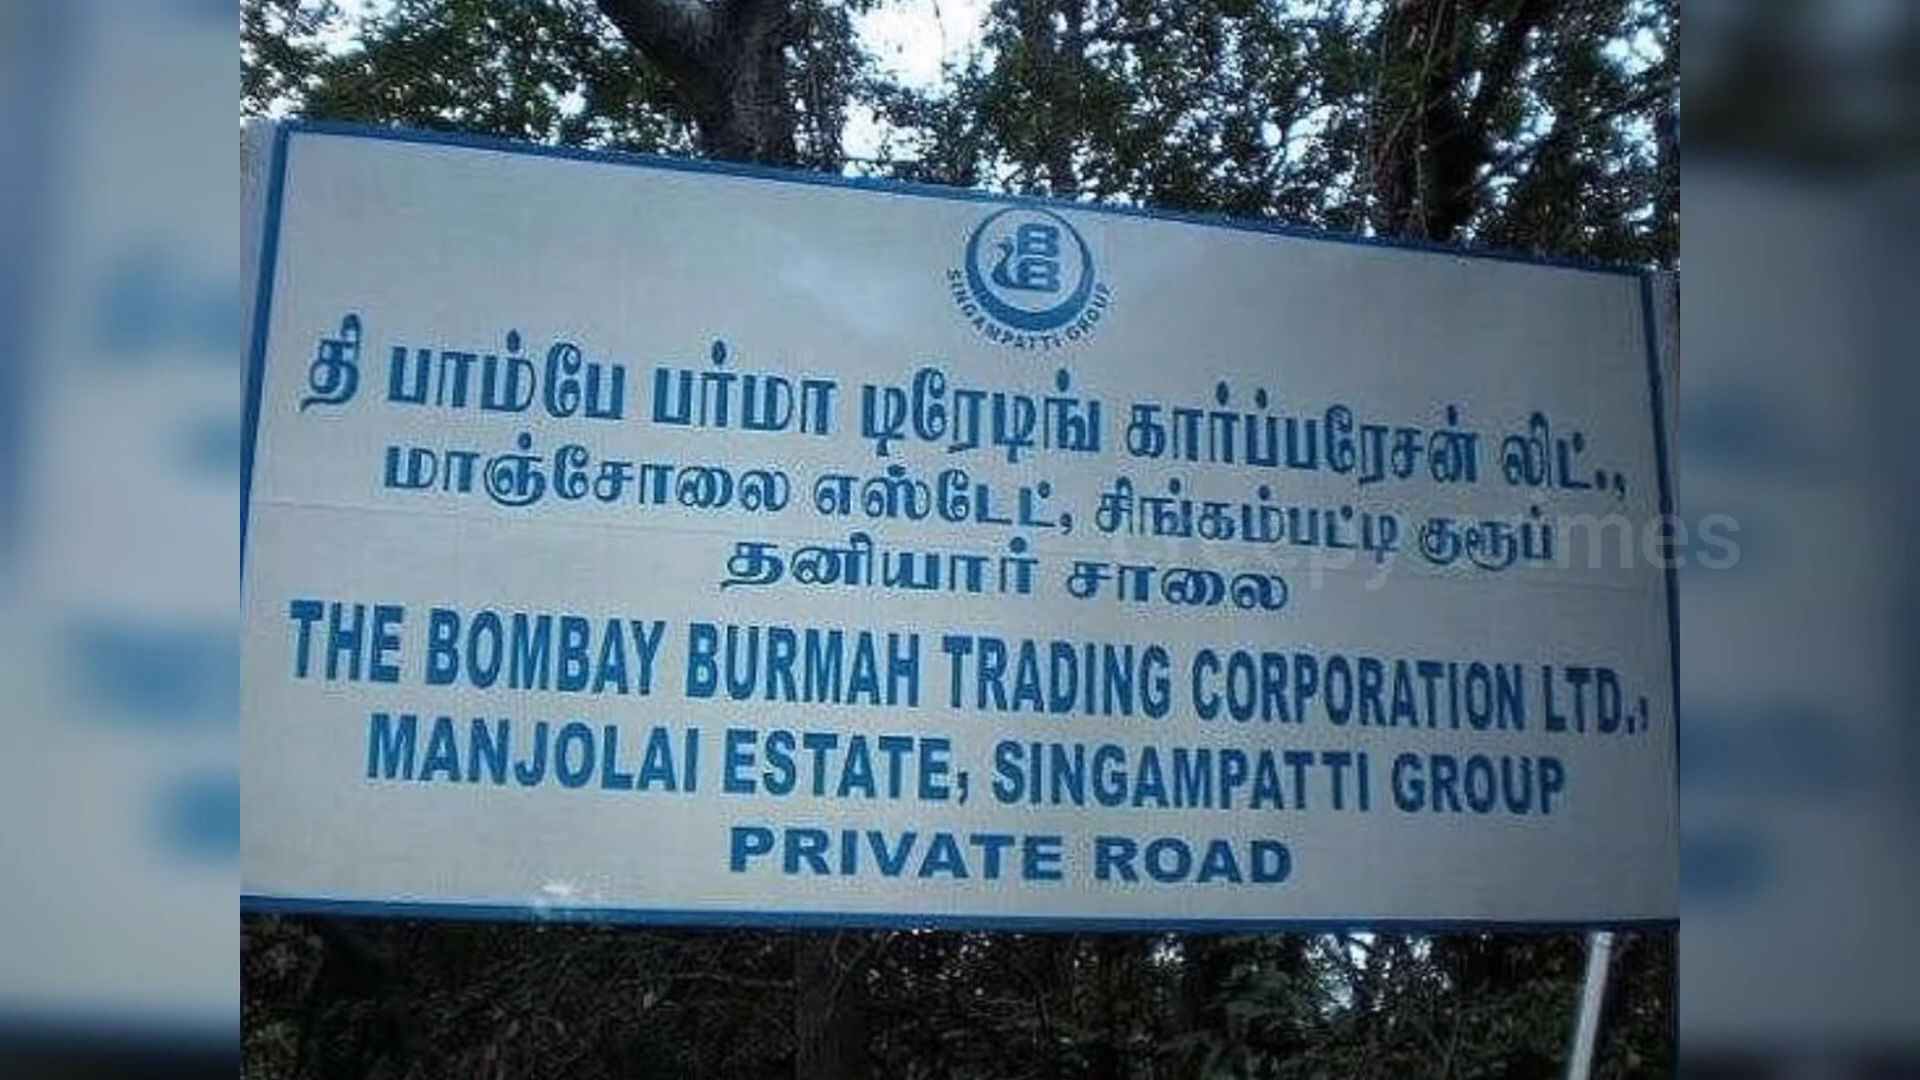 BB
SINGAMPATTI GROUP
தி பாம்பே பர்மா டிரேடிங் கார்ப்பரேசன் லிட்.,
மாஞ்சோலை எஸ்டேட், சிங்கம்பட்டி குரூப்
தனியார் சாலை
THE BOMBAY BURMAH TRADING CORPORATION LTD.,
MANJOLAI ESTATE, SINGAMPATTI GROUP
PRIVATE ROAD